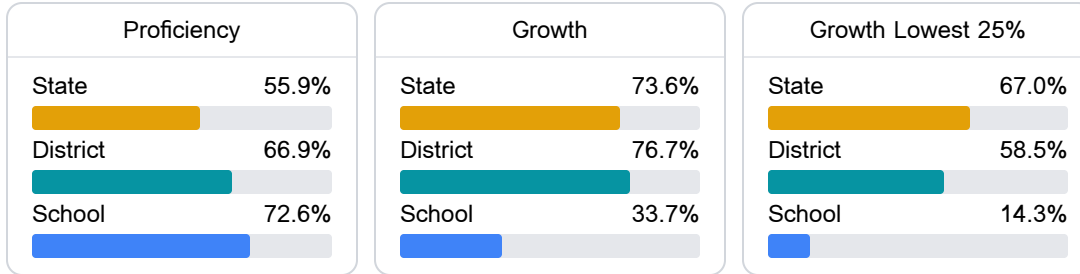 Proficiency
State 55.9%
District 66.9%
School 72.6%
Growth
State 73.6%
District 76.7%
School 33.7%
Growth Lowest 25%
State 67.0%
District 58.5%
School 14.3%